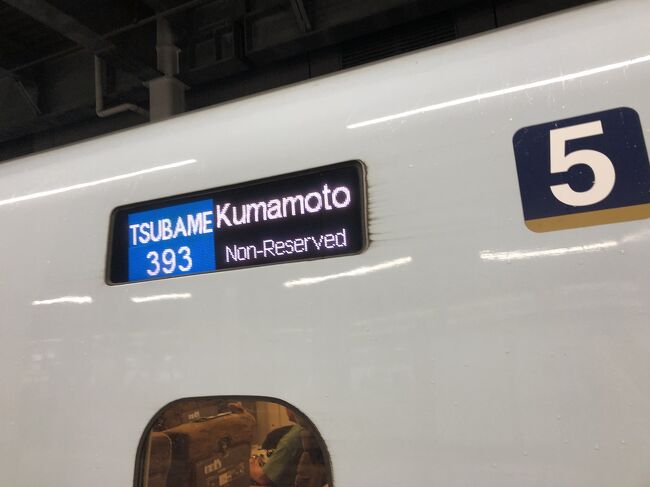 TSUBAME Kumamoto
393 Non-Reserved
5